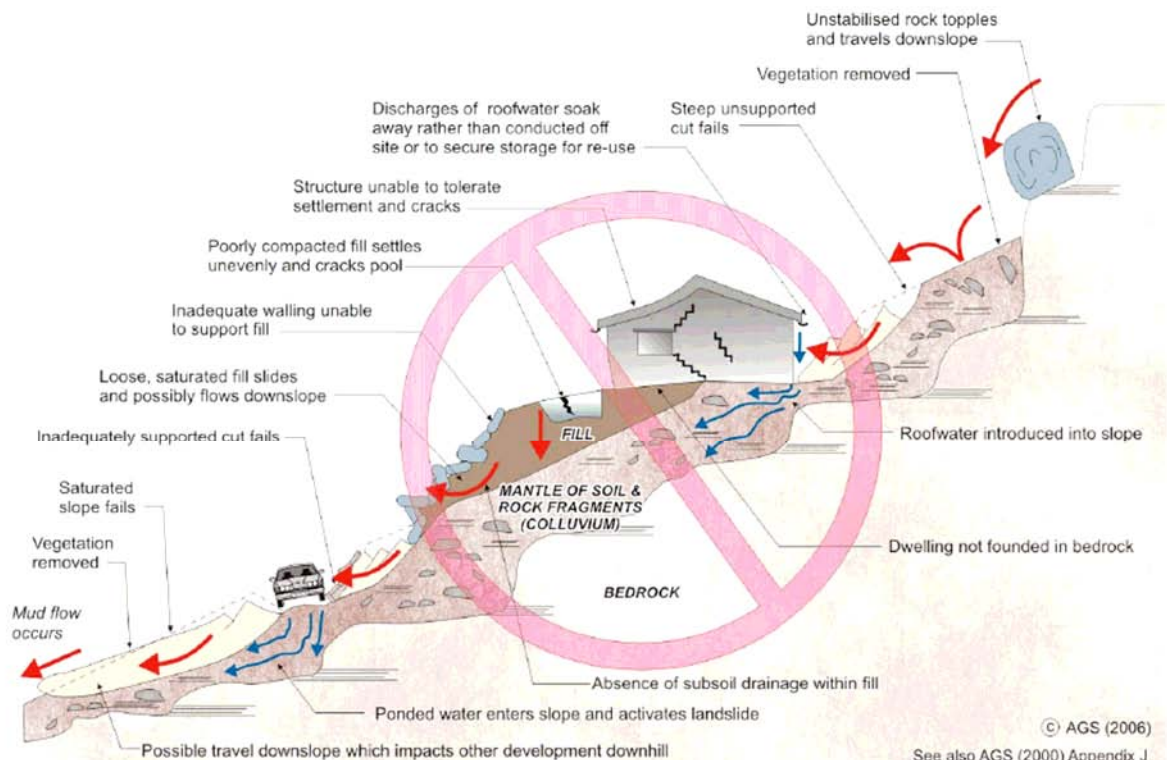 Unstabilised rock topples
and travels downslope
Vegetation removed
Discharges of roofwater soak
away rather than conducted off
site or to secure storage for re-use
Steep unsupported
cut fails
Structure unable to tolerate
settlement and cracks
Poorly compacted fill settles
unevenly and cracks pool
Inadequate walling unable
to support fill
Loose, saturated fill slides
and possibly flows downslope
Inadequately supported cut fails
Saturated
slope fails
Vegetation
removed
Mud flow
occurs
FILL
MANTLE OF SOIL &
ROCK FRAGMENTS
(COLLUVIUM)
BEDROCK
Roofwater introduced into slope
Dwelling not founded in bedrock
Absence of subsoil drainage within fill
Ponded water enters slope and activates landslide
Possible travel downslope which impacts other development downhill
© AGS (2006)
See also AGS (2000) Appendix J